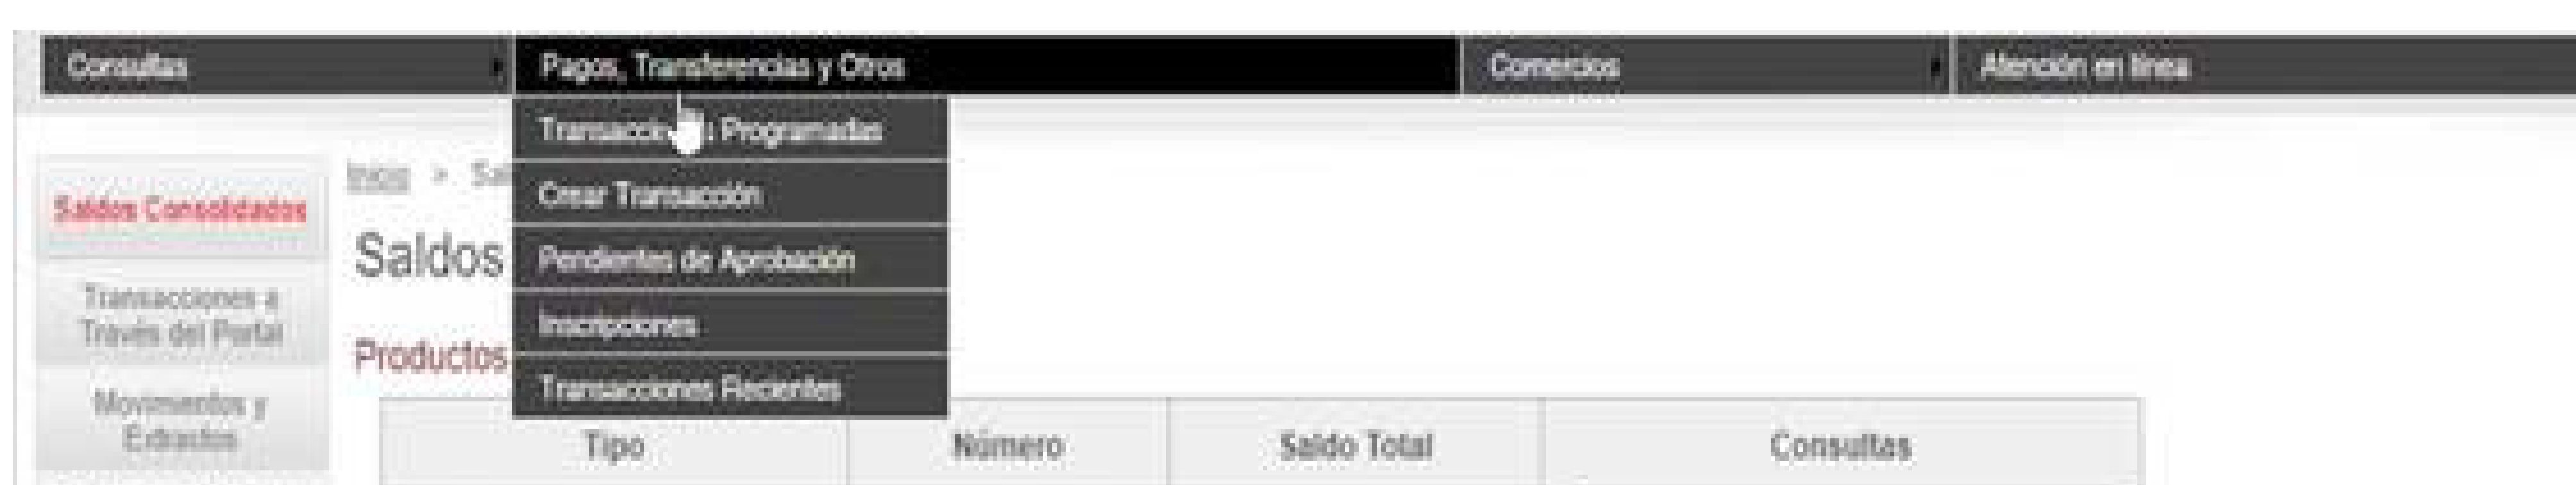 Consultas
Pagos, Transferencias y Otros
Comercios
Atención en línea
Transacciones Programadas
Crear Transacción
Pendientes de Aprobación
Inscripciones
Transacciones Recientes
Inicio >
Saldos Consolidados
Transacciones a
Través del Portal
Movimientos y
Extractos
Saldos
Productos
Tipo
Número
Saldo Total
Consultas